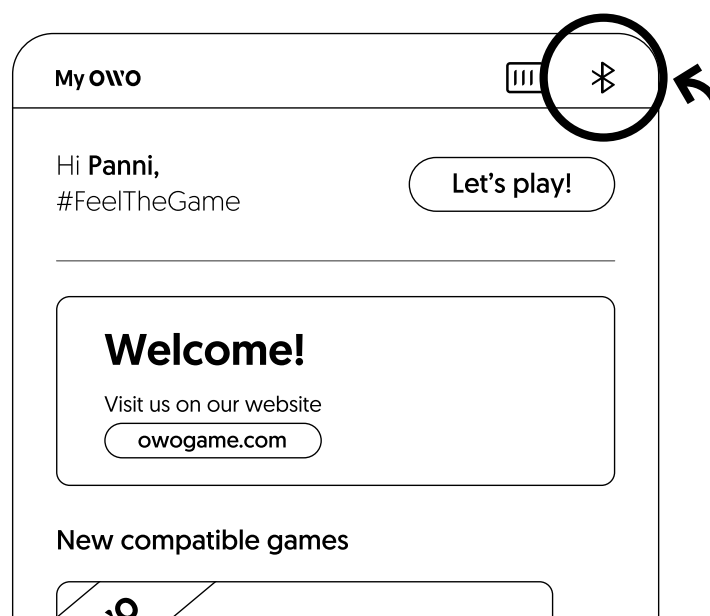 My OWO
Hi Panni,
#FeelTheGame
Let's play!
Welcome!
Visit us on our website
owogame.com
New compatible games